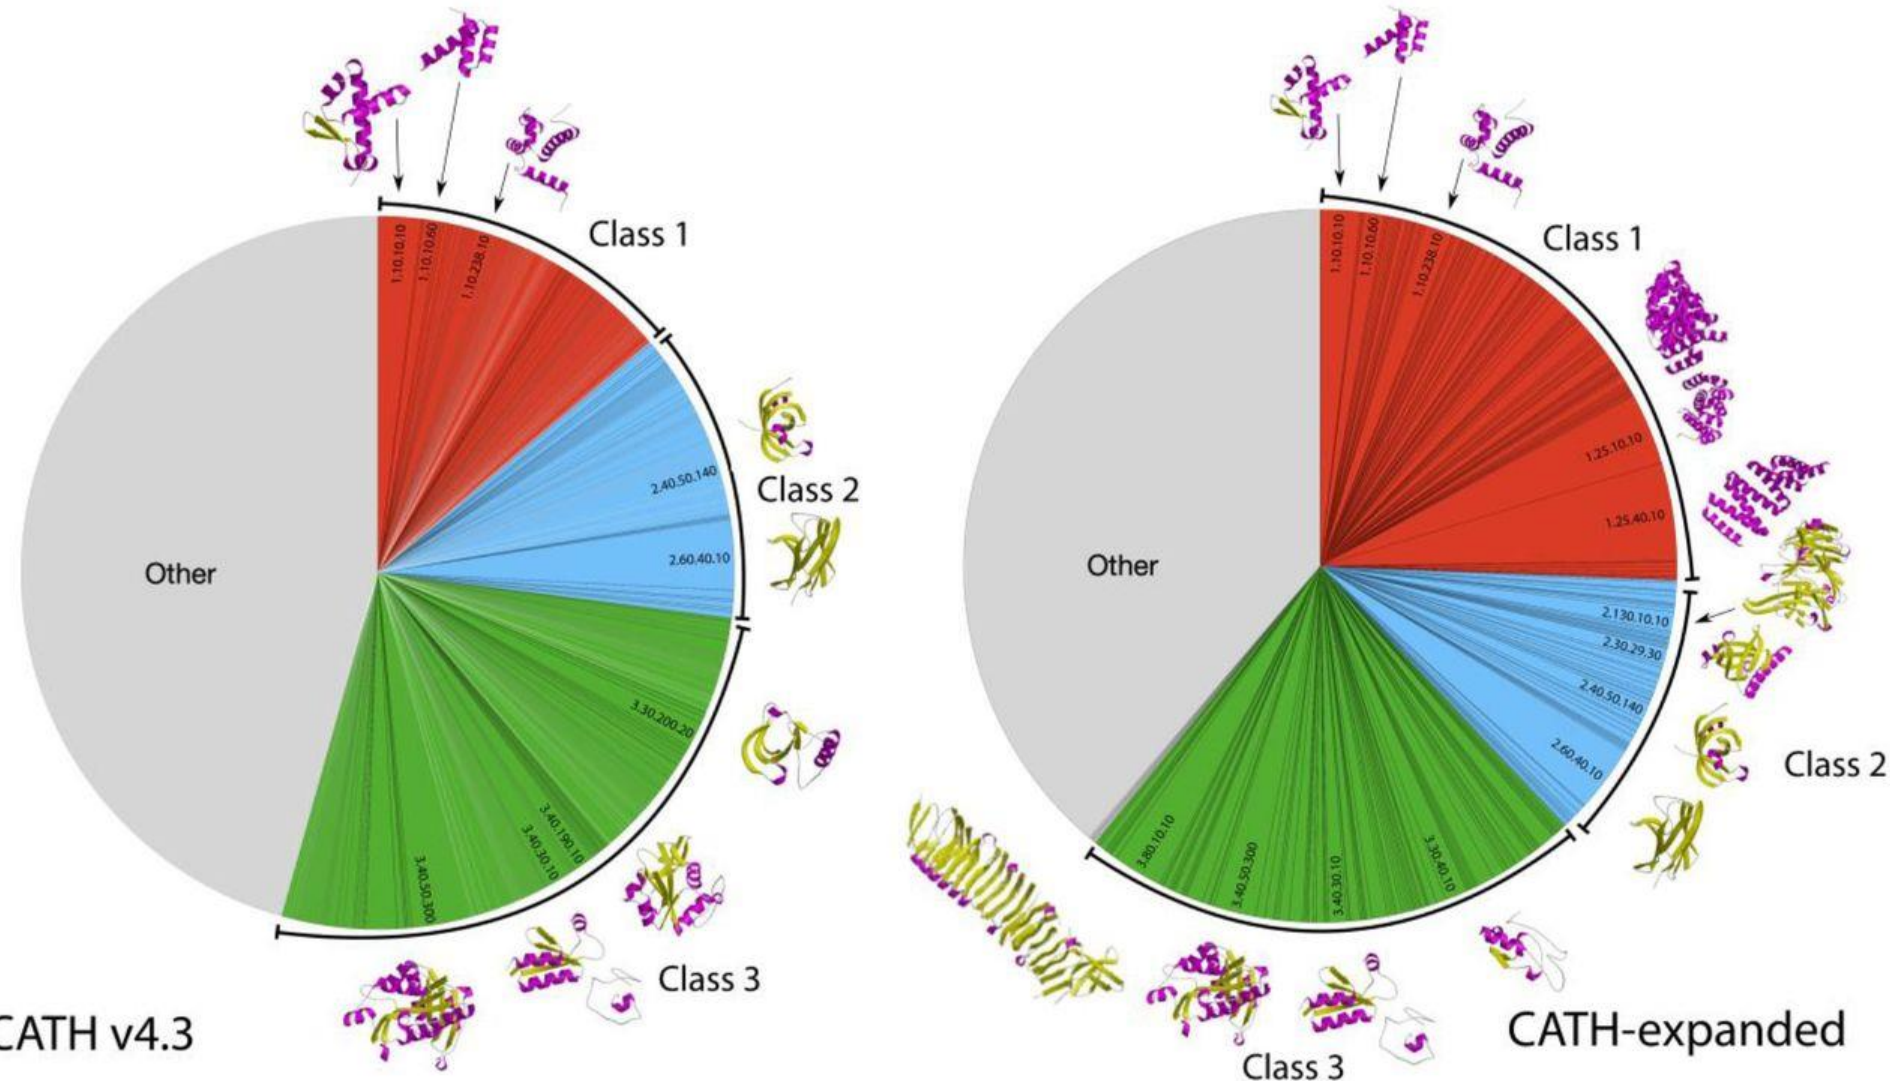 Class 1
1.10.10.10
1.10.10.60
1.10.238.10
2.40.50.140
Class 2
2.60.40.10
Other
3.30.200.20
3.40.190.10
3.40.30.10
3.40.50.300
Class 3
CATH v4.3
Class 1
1.10.10.10
1.10.10.60
1.10.238.10
1.25.10.10
1.25.40.10
Other
2.130.10.10
2.30.29.30
2.40.50.140
2.60.40.10
Class 2
3.80.10.10
3.40.50.300
3.40.30.10
3.30.40.10
CATH-expanded
Class 3